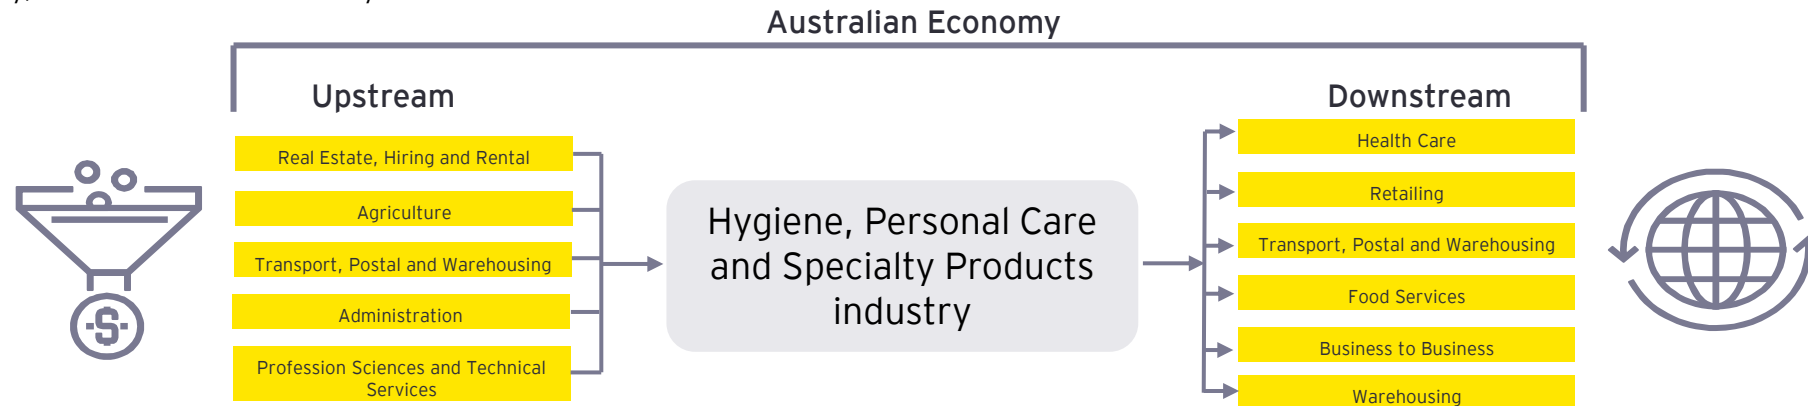 Australian Economy
Upstream
Real Estate, Hiring and Rental
Agriculture
Transport, Postal and Warehousing
Administration
Profession Sciences and Technical
Services
-S-
Hygiene, Personal Care
and Specialty Products
industry
Downstream
Health Care
Retailing
Transport, Postal and Warehousing
Food Services
Business to Business
Warehousing